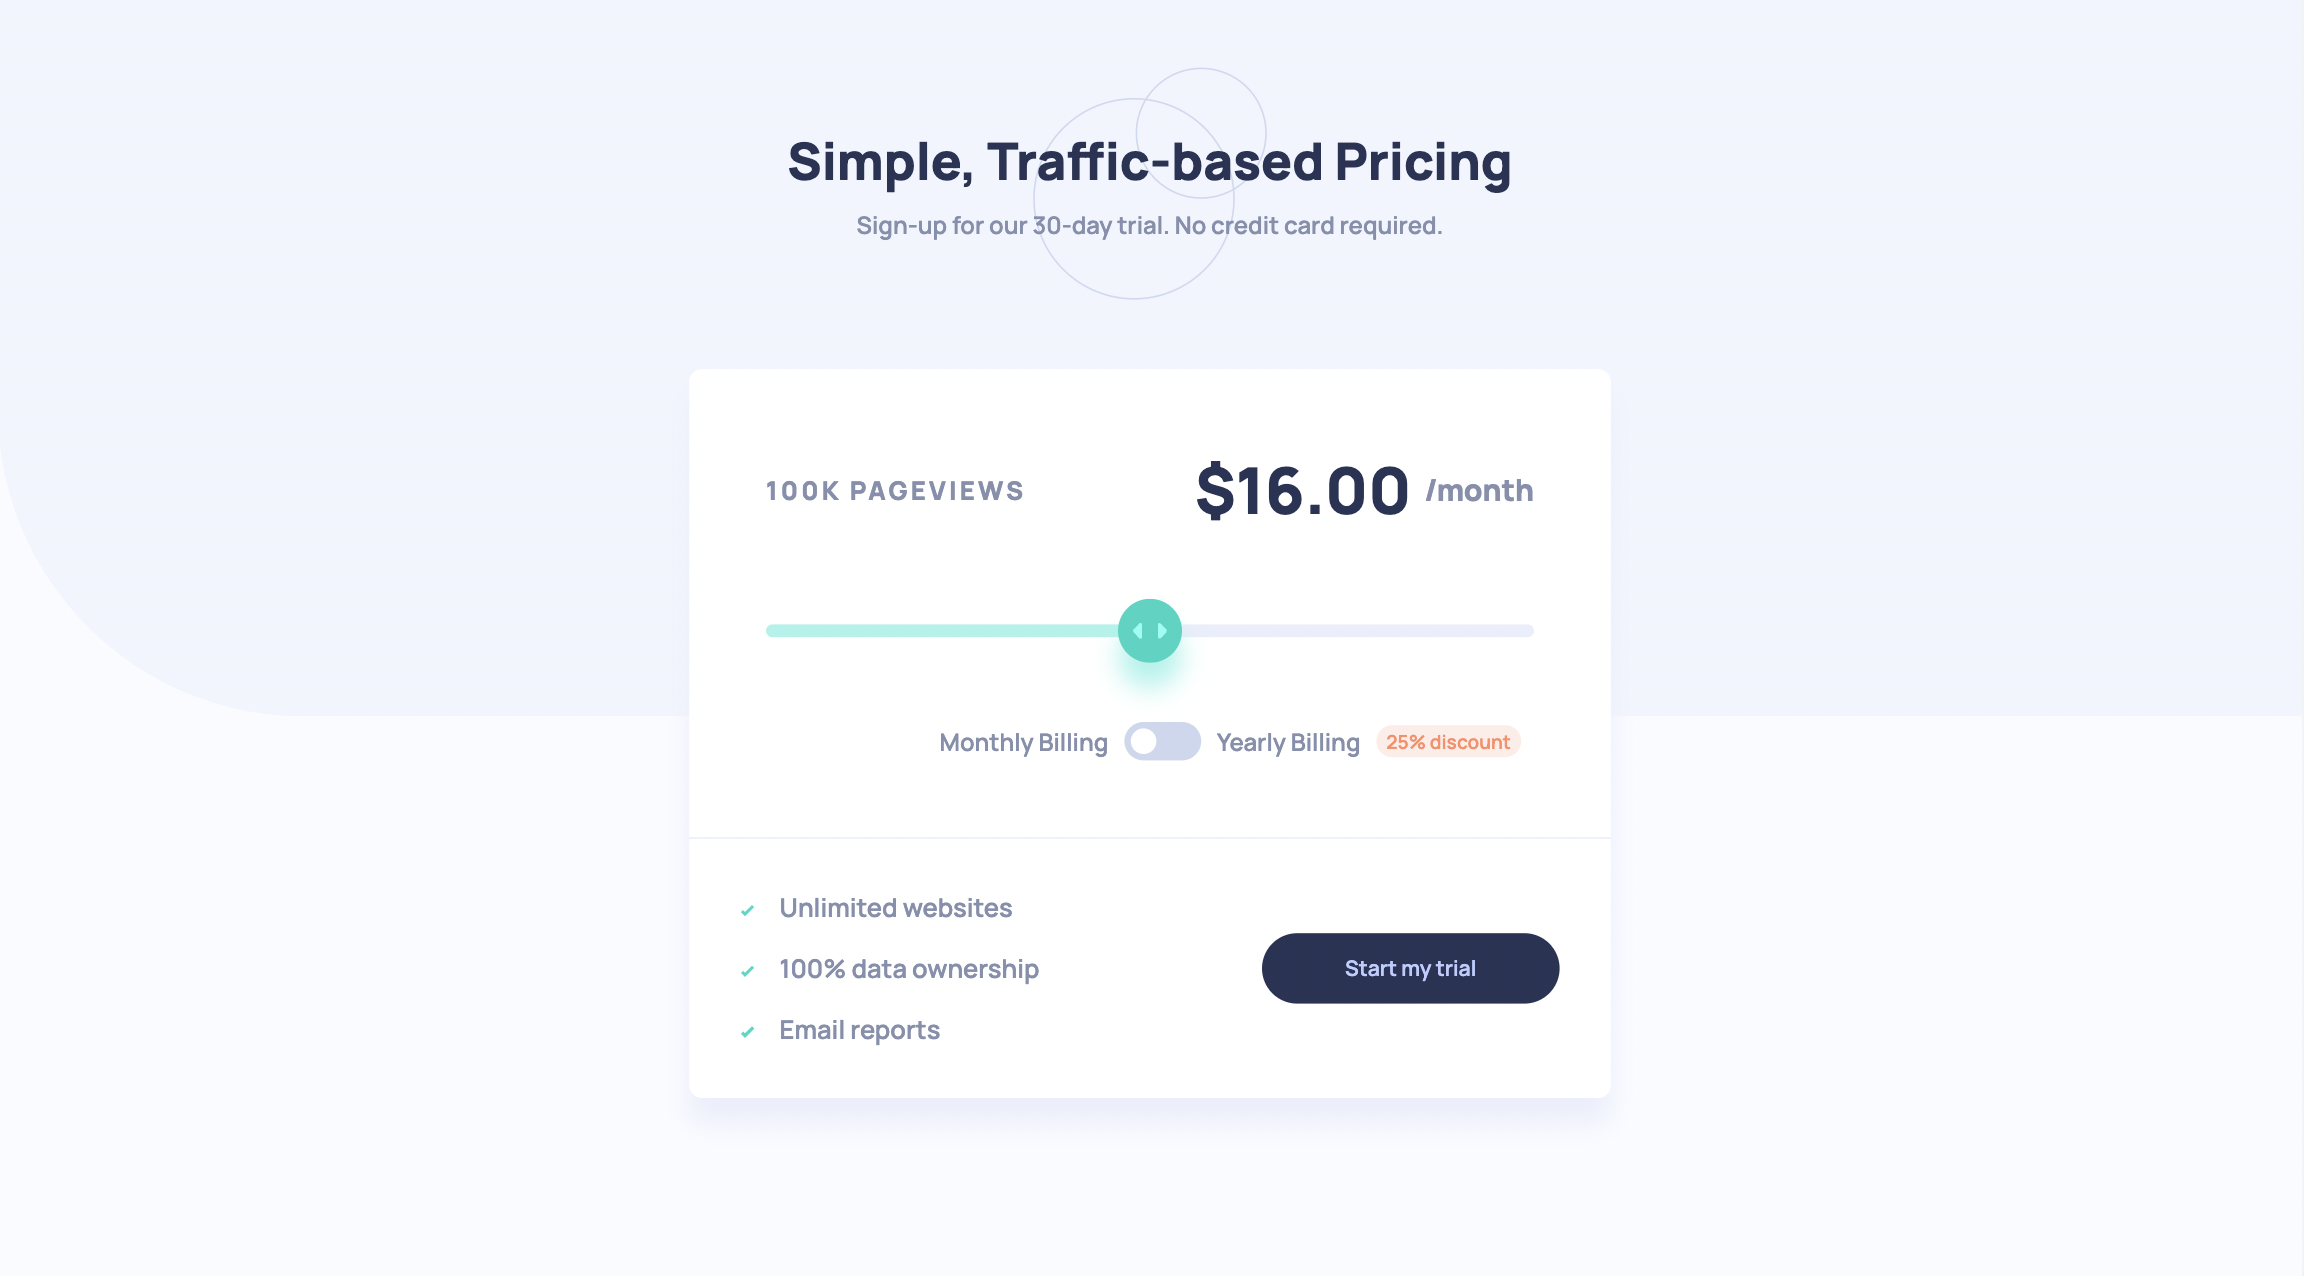 Simple, Traffic-based Pricing
Sign-up for our 30-day trial. No credit card required.
100K PAGEVIEWS
$16.00 /month
Monthly Billing
Yearly Billing
25% discount
Unlimited websites
100% data ownership
Email reports
Start my trial